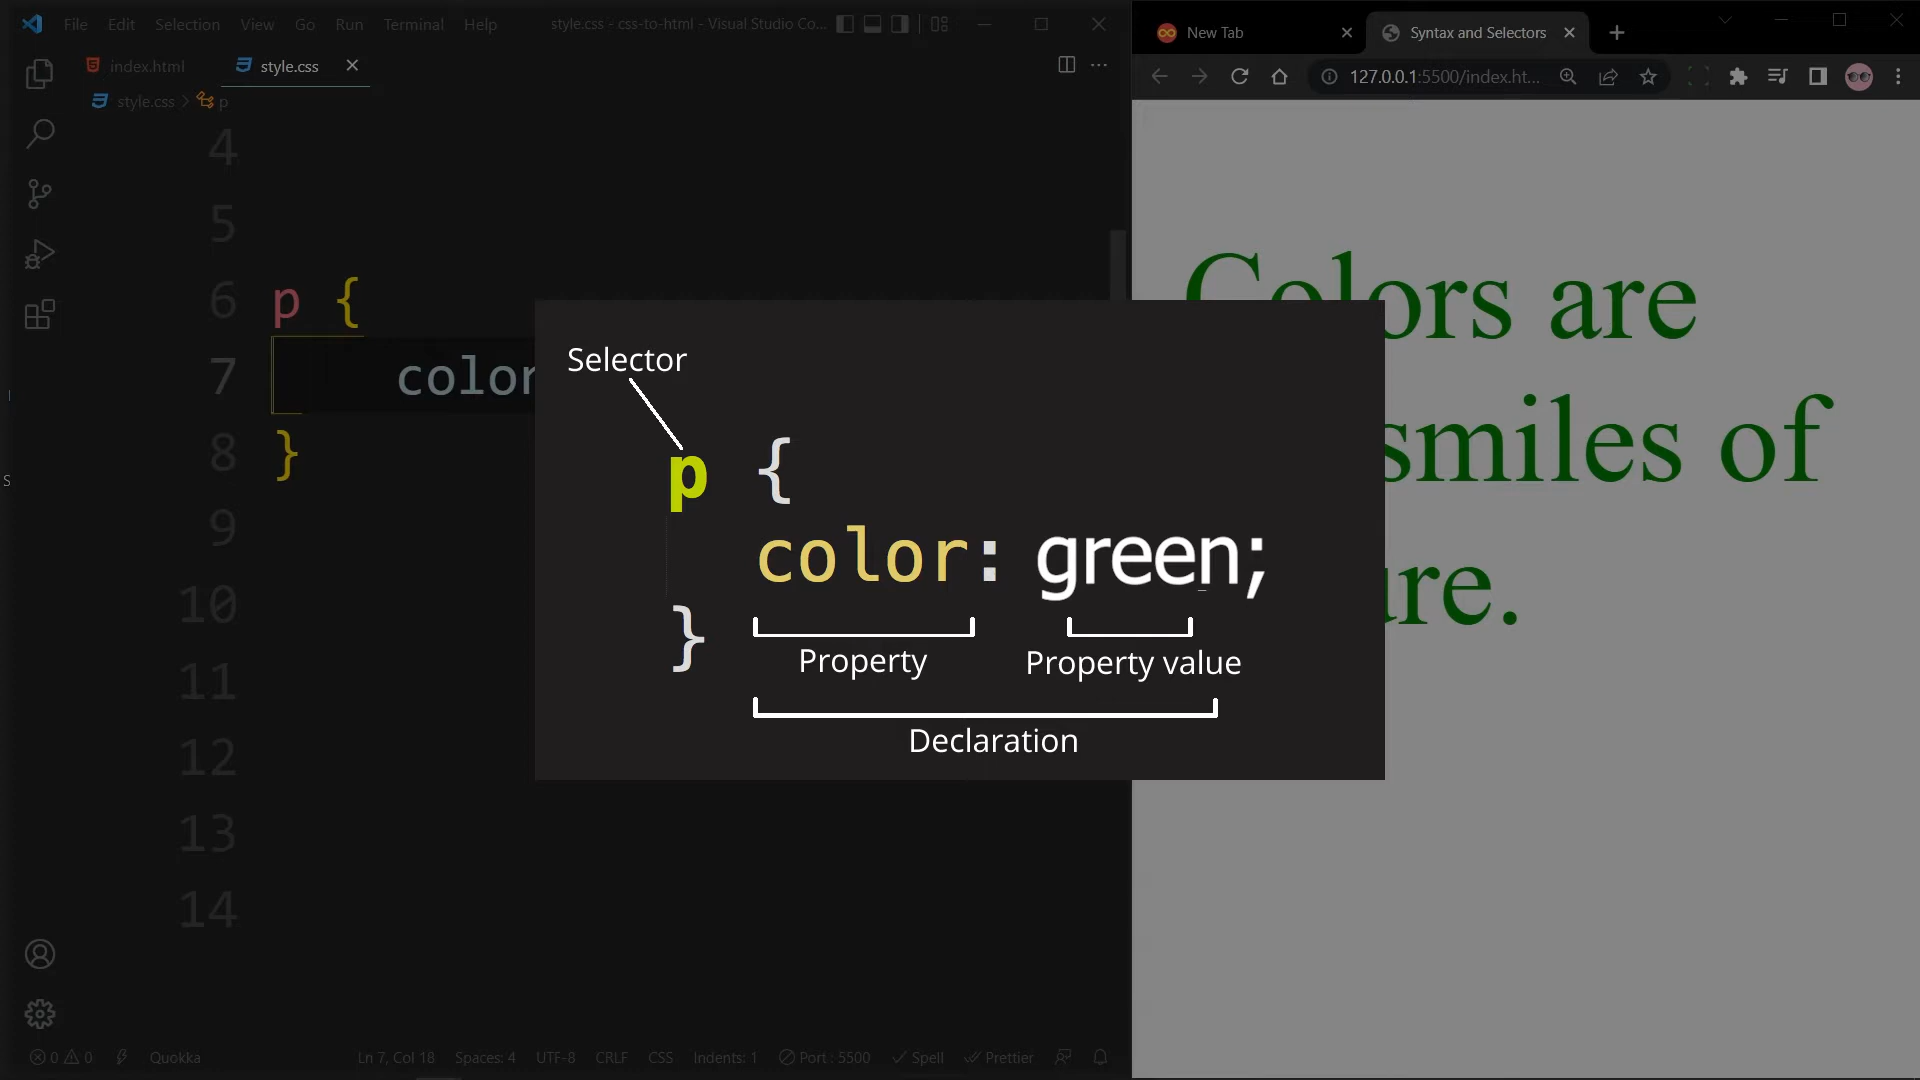 File Edit Selection View Go Run Terminal Help
style.css - css-to-html - Visual Studio Co...
index.html
style.css
style.css > p
4
5
6 p {
7 color
8 }
9
10
11
12
13
14
0 0 Quokka Ln 7, Col 18 Spaces: 4 UTF-8 CRLF CSS Indents: 1 Port : 5500 Spell Prettier
New Tab
Syntax and Selectors
127.0.0.1:5500/index.ht...
Colors are
smiles of
ure.
Selector
p {
color: green;
}
Property
Property value
Declaration